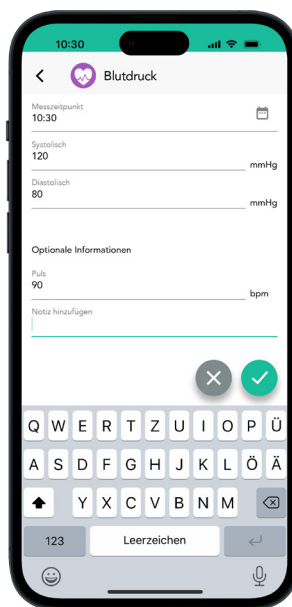 10:30
Blutdruck
Messzeitpunkt
10:30
Systolisch
120
mmHg
Diastolisch
80
mmHg
Optionale Informationen
Puls
90
bpm
Notiz hinzufügen
Q W E R T Z U I O P Ü
A S D F G H J K L Ö Ä
Y X C V B N M
123 Leerzeichen